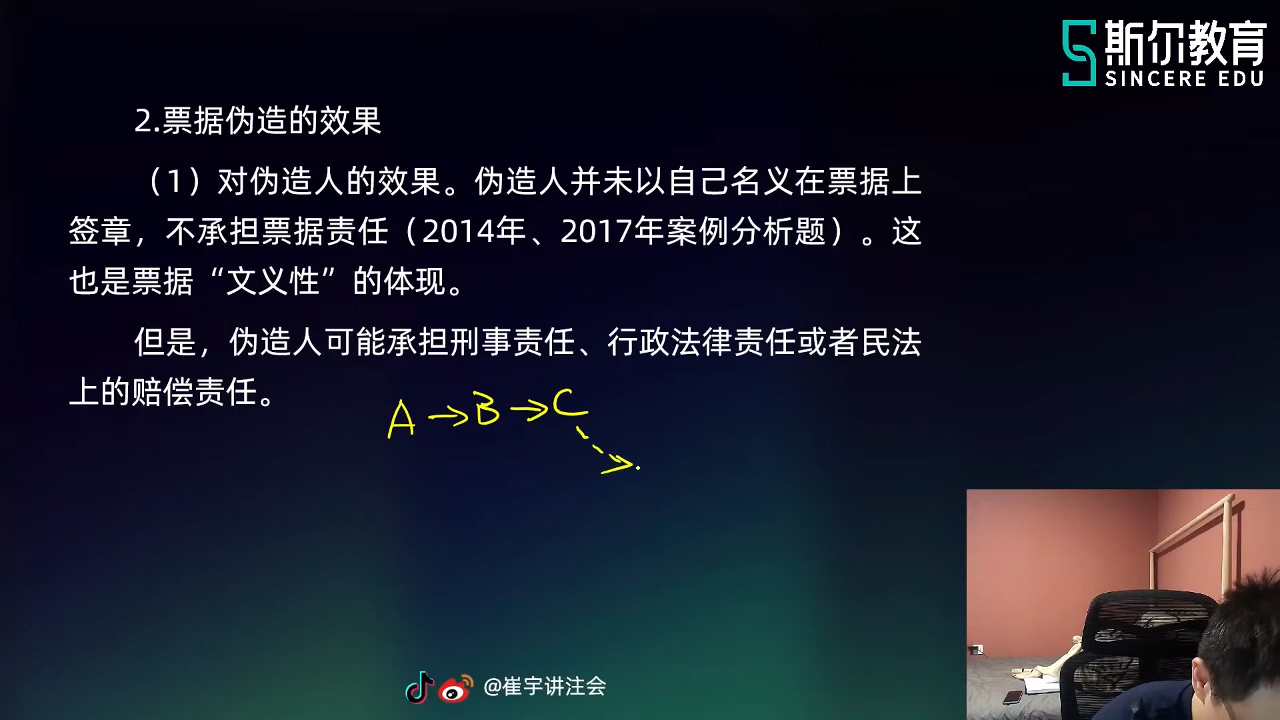 斯尔教育
SINCERE EDU
2.票据伪造的效果
（1）对伪造人的效果。伪造人并未以自己名义在票据上
签章，不承担票据责任（2014年、2017年案例分析题）。这
也是票据“文义性”的体现。
但是，伪造人可能承担刑事责任、行政法律责任或者民法
上的赔偿责任。
A→B→C
@崔宇讲注会